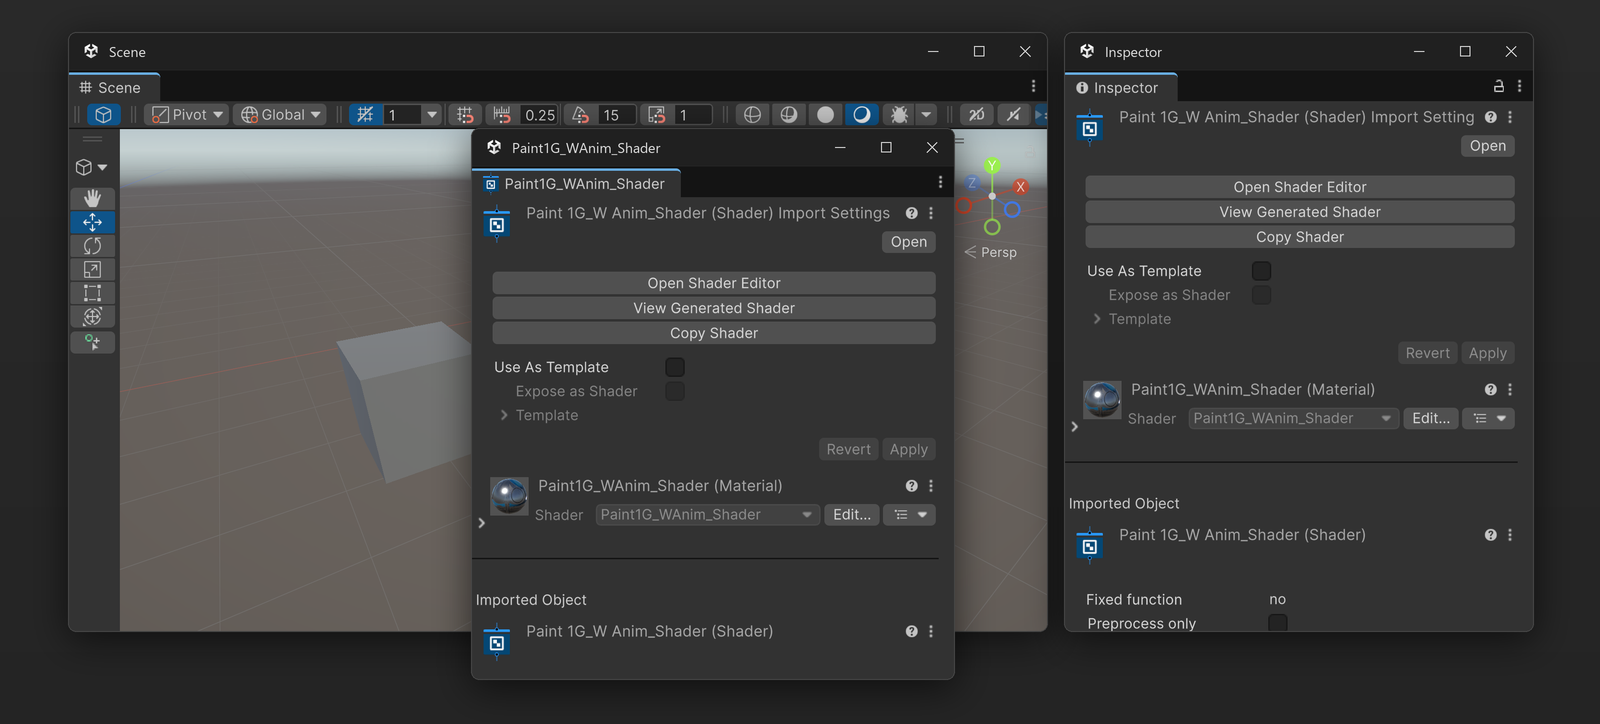 Scene
Scene
Pivot
Global
1
0.25
15
1
2D
Y
Z
X
Persp
Paint1G_WAnim_Shader
Paint1G_WAnim_Shader
Paint 1G_W Anim_Shader (Shader) Import Settings
Open
Open Shader Editor
View Generated Shader
Copy Shader
Use As Template
Expose as Shader
Template
Revert Apply
Paint1G_WAnim_Shader (Material)
Shader Paint1G_WAnim_Shader Edit...
Imported Object
Paint 1G_W Anim_Shader (Shader)
Inspector
Inspector
Paint 1G_W Anim_Shader (Shader) Import Setting
Open
Open Shader Editor
View Generated Shader
Copy Shader
Use As Template
Expose as Shader
Template
Revert Apply
Paint1G_WAnim_Shader (Material)
Shader Paint1G_WAnim_Shader Edit...
Imported Object
Paint 1G_W Anim_Shader (Shader)
Fixed function no
Preprocess only